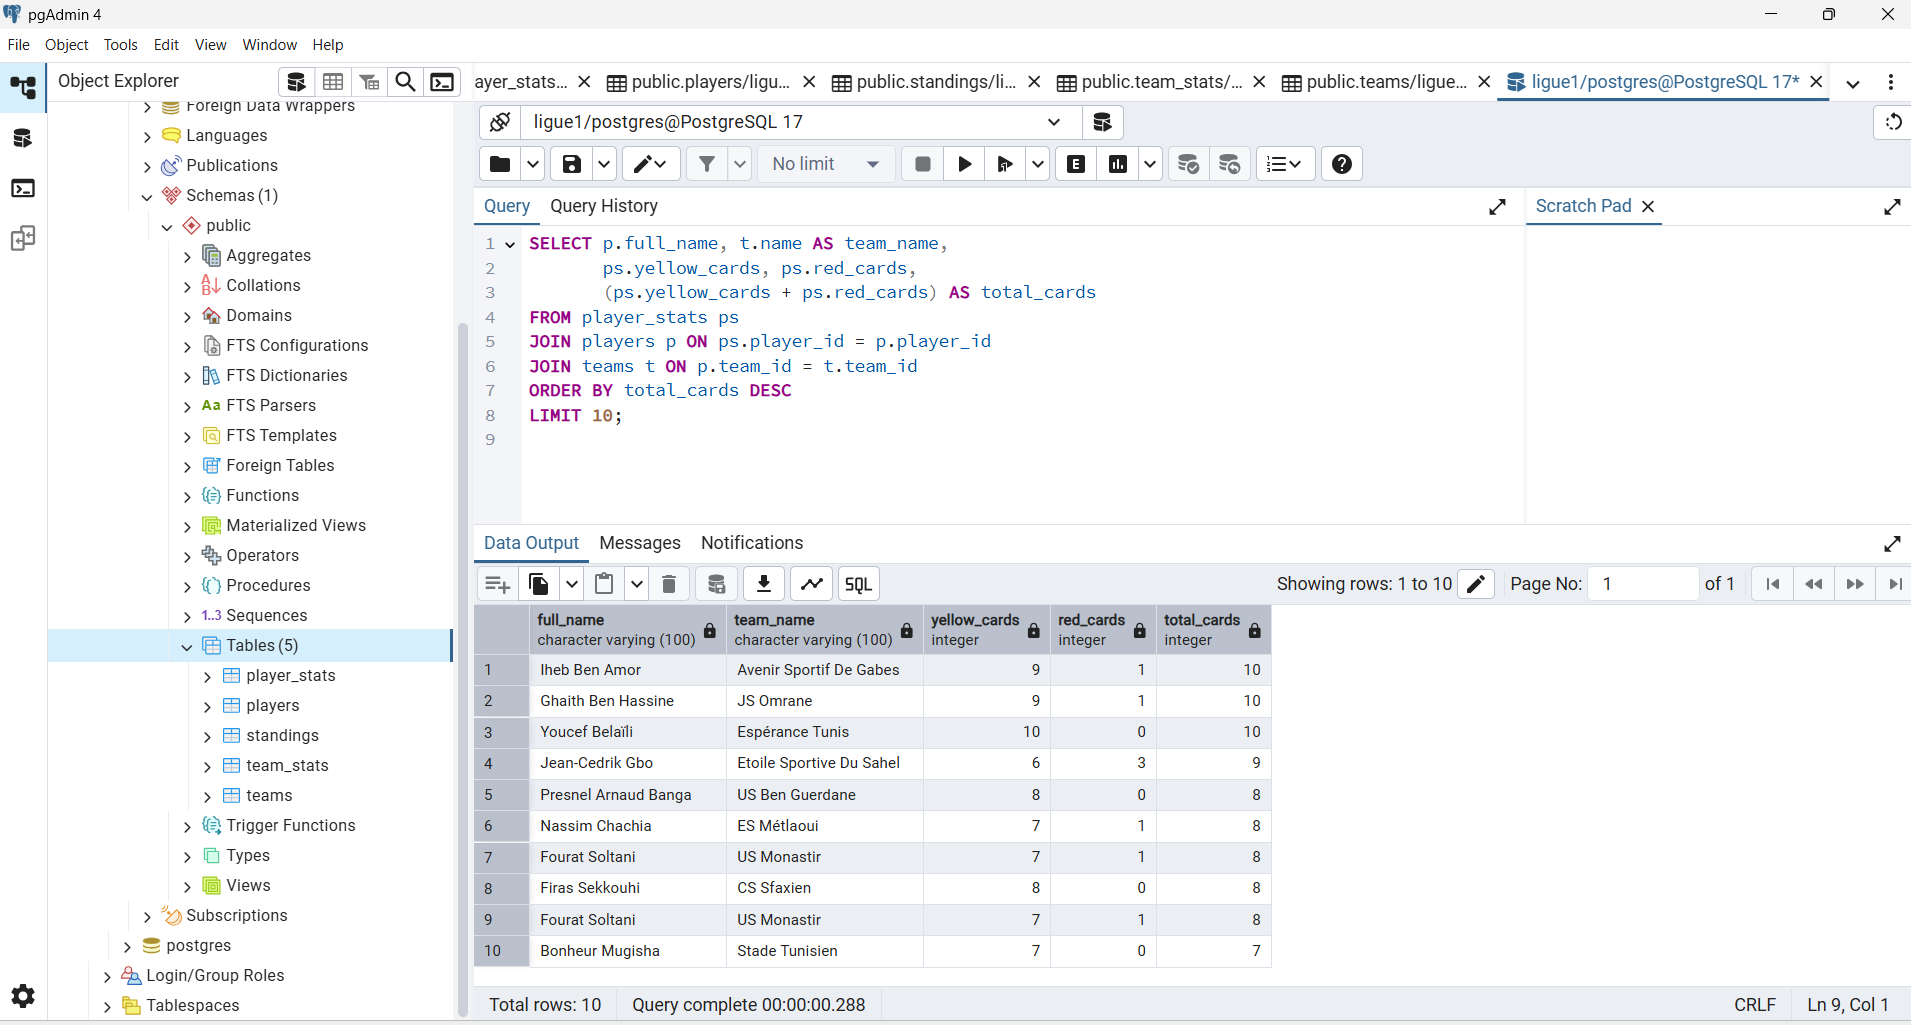 pgAdmin 4
File Object Tools Edit View Window Help
Object Explorer
ayer_stats... public.players/ligu... public.standings/li... public.team_stats/... public.teams/ligue... ligue1/postgres@PostgreSQL 17*
Foreign Data Wrappers
Languages
Publications
Schemas (1)
public
Aggregates
Collations
Domains
FTS Configurations
FTS Dictionaries
Aa FTS Parsers
FTS Templates
Foreign Tables
Functions
Materialized Views
Operators
Procedures
1..3 Sequences
Tables (5)
player_stats
players
standings
team_stats
teams
Trigger Functions
Types
Views
Subscriptions
postgres
Login/Group Roles
Tablespaces
ligue1/postgres@PostgreSQL 17
No limit
E
Query Query History
Scratch Pad
1 SELECT p.full_name, t.name AS team_name,
2 ps.yellow_cards, ps.red_cards,
3 (ps.yellow_cards + ps.red_cards) AS total_cards
4 FROM player_stats ps
5 JOIN players p ON ps.player_id = p.player_id
6 JOIN teams t ON p.team_id = t.team_id
7 ORDER BY total_cards DESC
8 LIMIT 10;
9
Data Output Messages Notifications
SQL
Showing rows: 1 to 10 Page No: 1 of 1
full_name team_name yellow_cards red_cards total_cards
character varying (100) character varying (100) integer integer integer
1 Iheb Ben Amor Avenir Sportif De Gabes 9 1 10
2 Ghaith Ben Hassine JS Omrane 9 1 10
3 Youcef Belaïli Espérance Tunis 10 0 10
4 Jean-Cedrik Gbo Etoile Sportive Du Sahel 6 3 9
5 Presnel Arnaud Banga US Ben Guerdane 8 0 8
6 Nassim Chachia ES Métlaoui 7 1 8
7 Fourat Soltani US Monastir 7 1 8
8 Firas Sekkouhi CS Sfaxien 8 0 8
9 Fourat Soltani US Monastir 7 1 8
10 Bonheur Mugisha Stade Tunisien 7 0 7
Total rows: 10 Query complete 00:00:00.288 CRLF Ln 9, Col 1